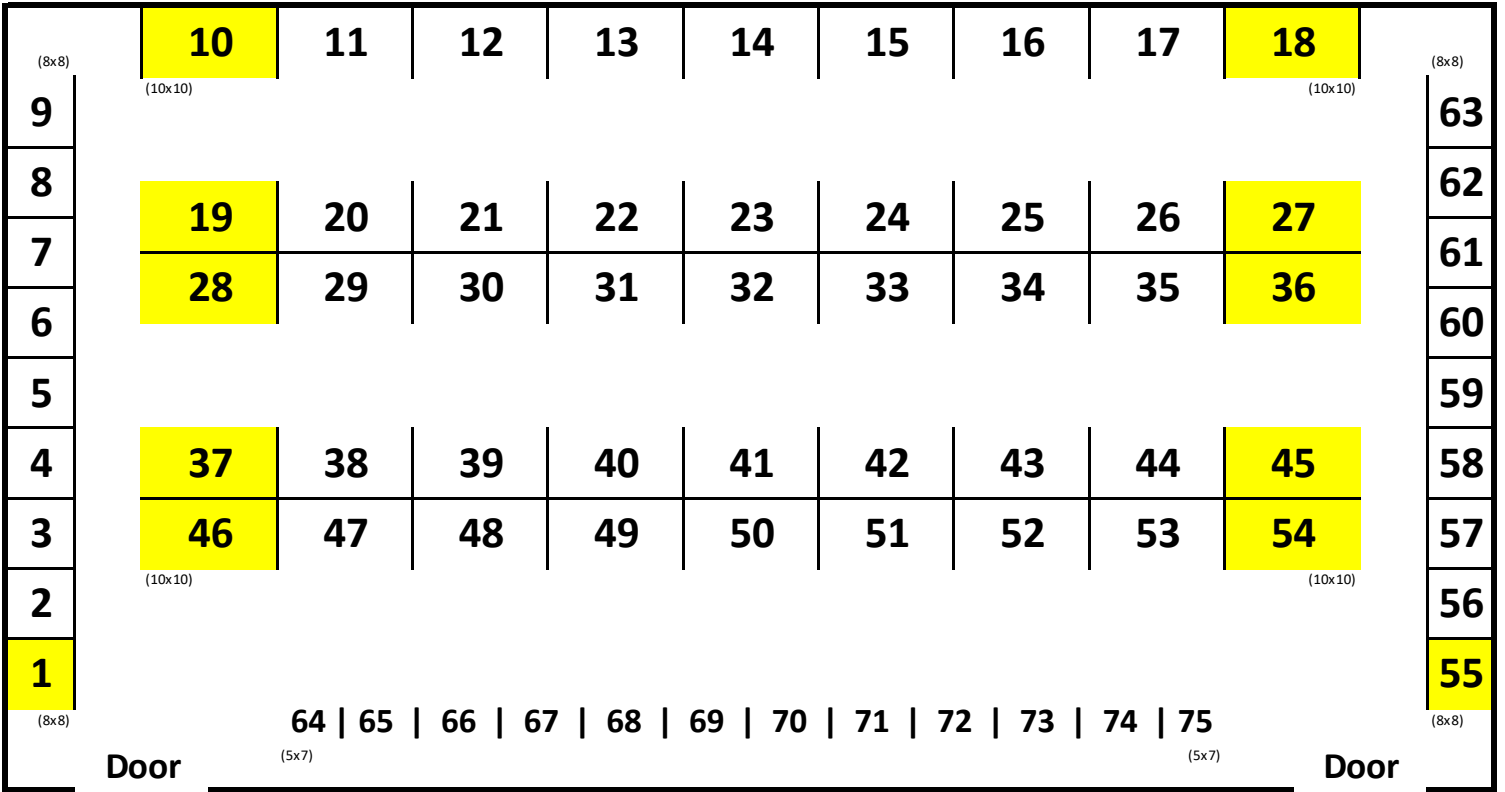 10 11 12 13 14 15 16 17 18
(8x8) (8x8)
(10x10) (10x10)
9 63
8 62
19 20 21 22 23 24 25 26 27
7 61
28 29 30 31 32 33 34 35 36
6 60
5 59
4 37 38 39 40 41 42 43 44 45 58
3 46 47 48 49 50 51 52 53 54 57
(10x10) (10x10)
2 56
1 55
(8x8) 64 | 65 | 66 | 67 | 68 | 69 | 70 | 71 | 72 | 73 | 74 | 75 (8x8)
(5x7) (5x7)
Door Door